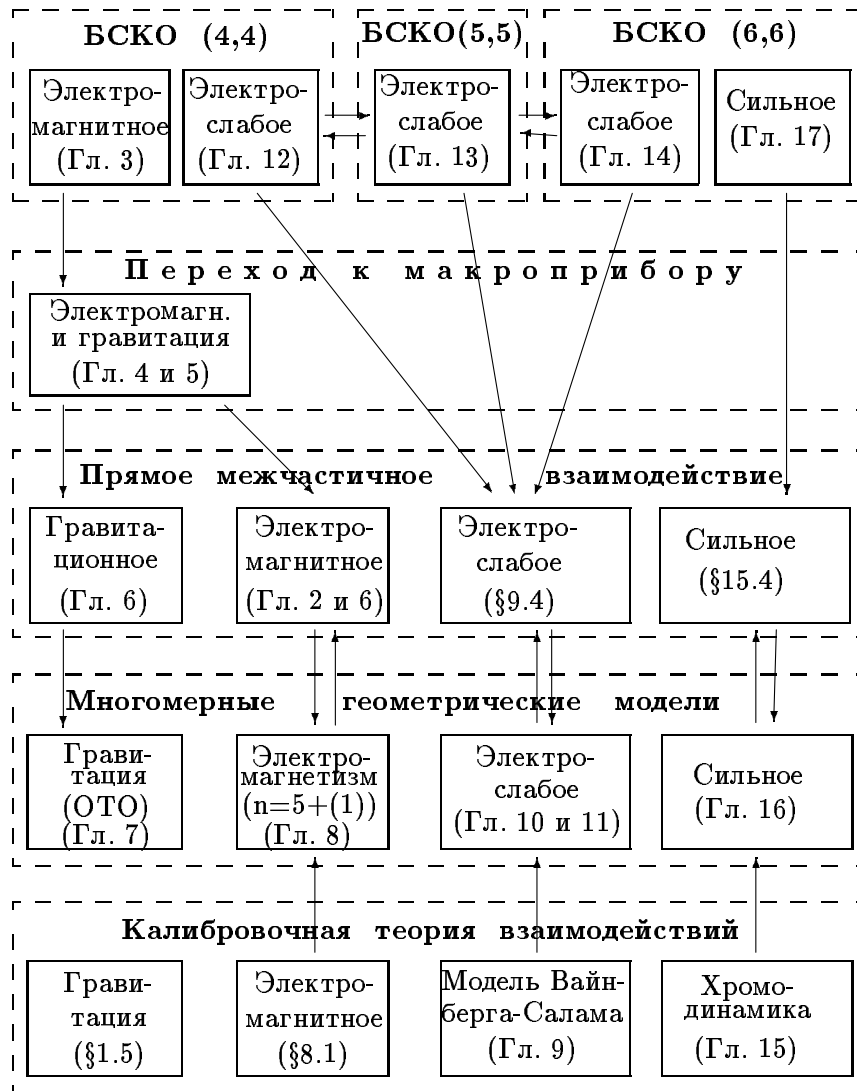 БСКО (4,4)
БСКО(5,5)
БСКО (6,6)
Электро-
магнитное
(Гл. 3)
Электро-
слабое
(Гл. 12)
Электро-
слабое
(Гл. 13)
Электро-
слабое
(Гл. 14)
Сильное
(Гл. 17)
Переход к макроприбору
Электромагн.
и гравитация
(Гл. 4 и 5)
Прямое межчастичное взаимодействие
Гравита-
ционное
(Гл. 6)
Электро-
магнитное
(Гл. 2 и 6)
Электро-
слабое
(§9.4)
Сильное
(§15.4)
Многомерные геометрические модели
Грави-
тация
(ОТО)
(Гл. 7)
Электро-
магнетизм
(n=5+(1))
(Гл. 8)
Электро-
слабое
(Гл. 10 и 11)
Сильное
(Гл. 16)
Калибровочная теория взаимодействий
Грави-
тация
(§1.5)
Электро-
магнитное
(§8.1)
Модель Вайн-
берга-Салама
(Гл. 9)
Хромо-
динамика
(Гл. 15)